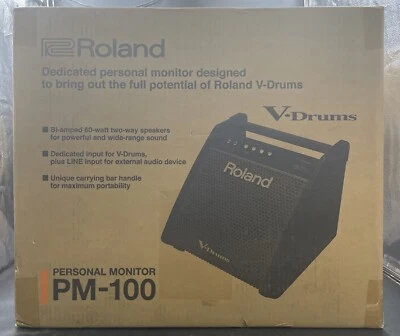 Roland
Dedicated personal monitor designed
to bring out the full potential of Roland V-Drums
V-Drums
Bi-amped 80-watt two-way speakers
for powerful and wide-range sound
Dedicated input for V-Drums,
plus LINE input for external audio device
Unique carrying bar handle
for maximum portability
Roland
V-Drums
PERSONAL MONITOR
PM-100